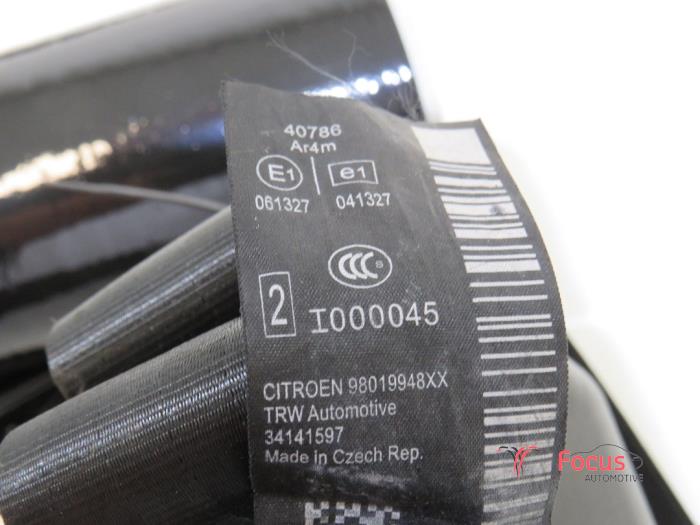 40786
Ar4m
E1 e1
061327 041327
CCC S
2 I000045
CITROEN 98019948XX
TRW Automotive
34141597
Made in Czech Rep.
Focus
AUTOMOTIVE